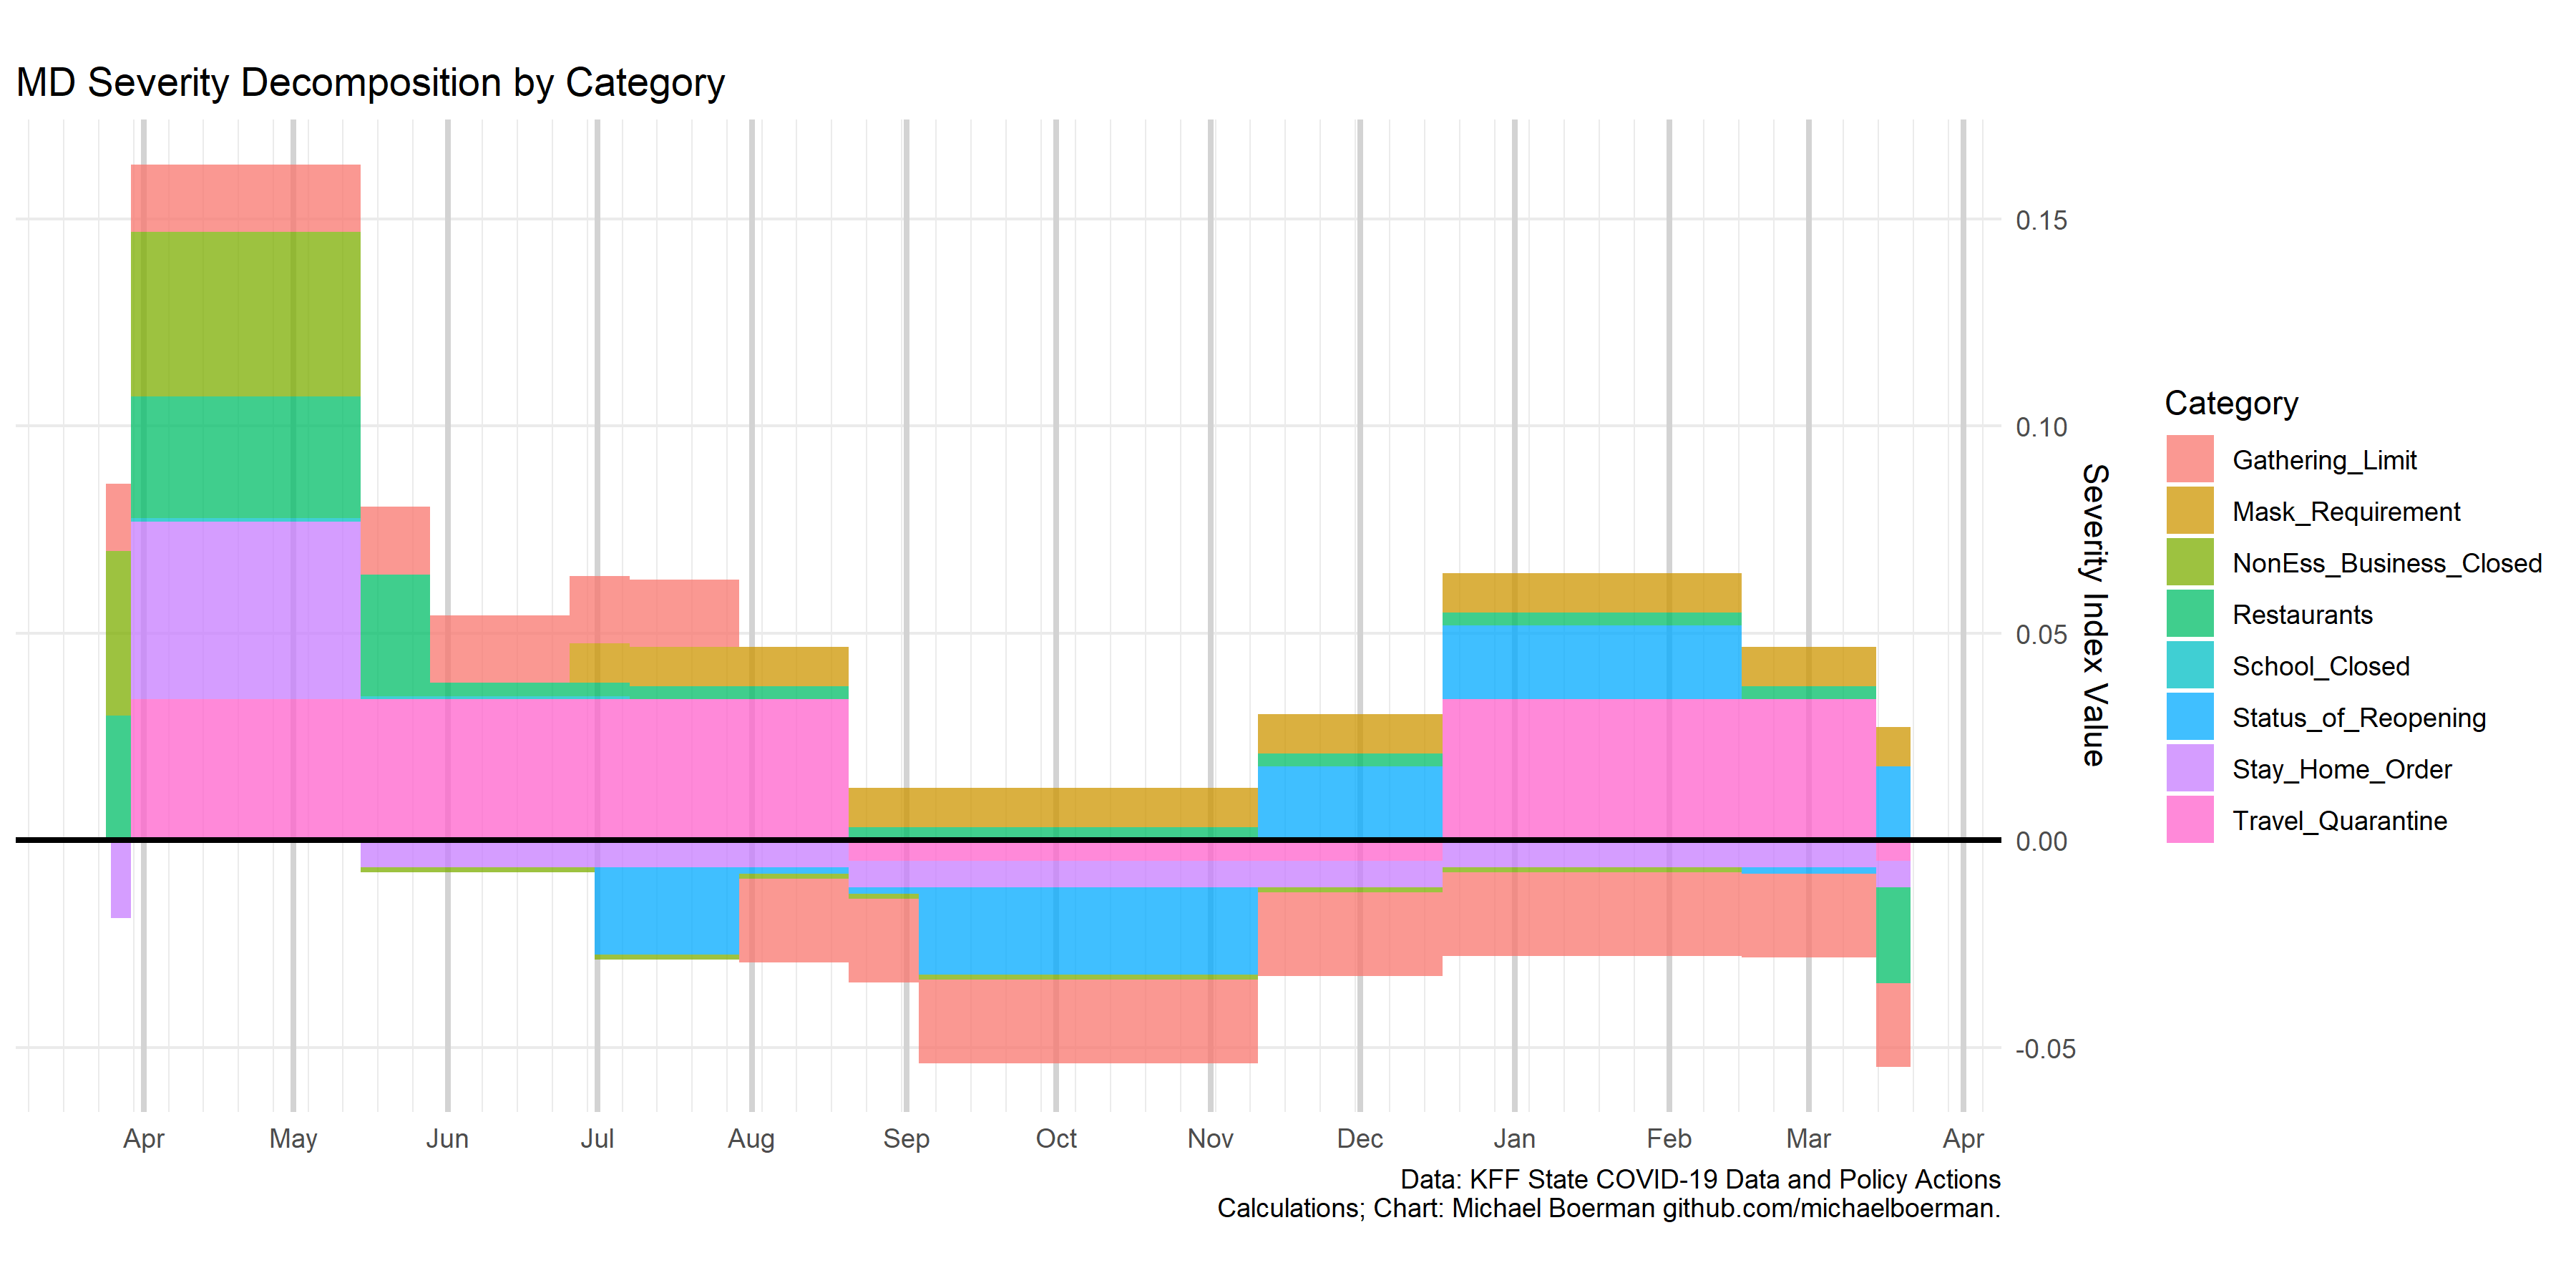 MD Severity Decomposition by Category
0.15
0.10
0.05
0.00
-0.05
Severity Index Value
Category
Gathering_Limit
Mask_Requirement
NonEss_Business_Closed
Restaurants
School_Closed
Status_of_Reopening
Stay_Home_Order
Travel_Quarantine
Apr May Jun Jul Aug Sep Oct Nov Dec Jan Feb Mar Apr
Data: KFF State COVID-19 Data and Policy Actions
Calculations; Chart: Michael Boerman github.com/michaelboerman.